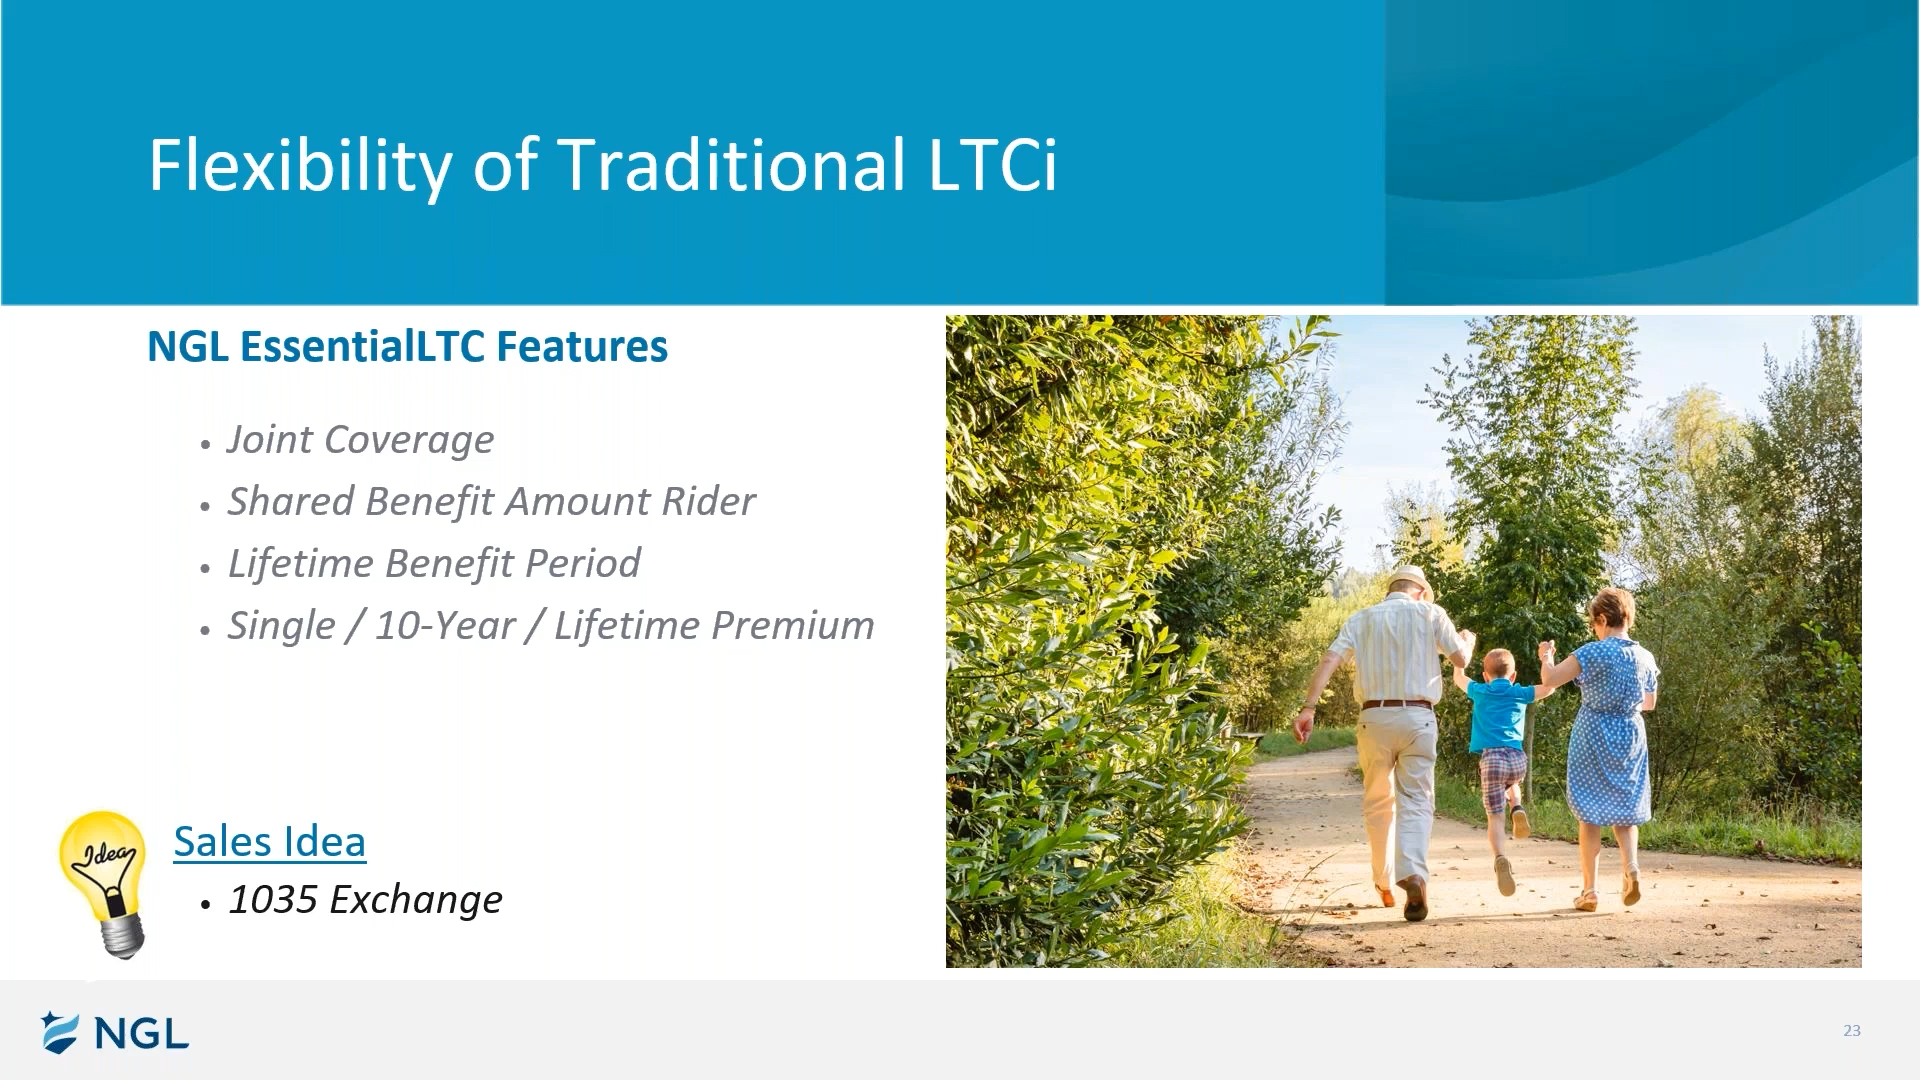 Flexibility of Traditional LTCi
NGL EssentialLTC Features
• Joint Coverage
• Shared Benefit Amount Rider
• Lifetime Benefit Period
• Single / 10-Year / Lifetime Premium
Idea
Sales Idea
• 1035 Exchange
NGL
23